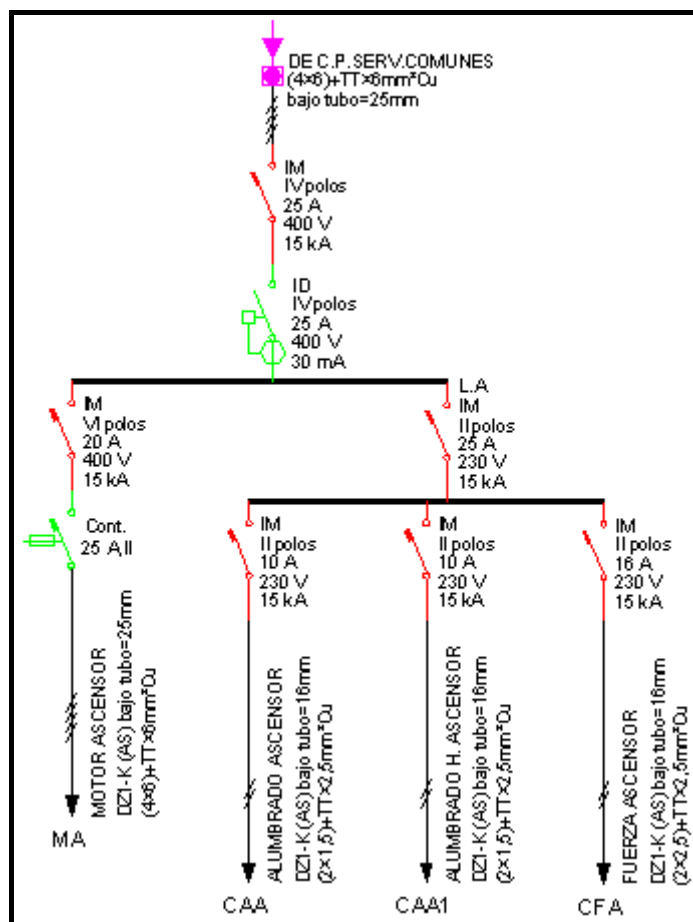 DE C.P. SERV.COMUNES
(4×6)+TT×6mm²Cu
bajo tubo=25mm
IM
IV polos
25 A
400 V
15 kA
ID
IV polos
25 A
400 V
30 mA
L.A
IM
VI polos
20 A
400 V
15 kA
IM
II polos
25 A
230 V
15 kA
Cont.
25 A,II
IM
II polos
10 A
230 V
15 kA
IM
II polos
10 A
230 V
15 kA
IM
II polos
16 A
230 V
15 kA
MOTOR ASCENSOR
DZ1-K (AS) bajo tubo=25mm
(4×6)+TT×6mm²Cu
ALUMBRADO ASCENSOR
DZ1-K (AS) bajo tubo=16mm
(2×1,5)+TT×2,5mm²Cu
ALUMBRADO H. ASCENSOR
DZ1-K (AS) bajo tubo=16mm
(2×1,5)+TT×2,5mm²Cu
FUERZA ASCENSOR
DZ1-K (AS) bajo tubo=16mm
(2×2,5)+TT×2,5mm²Cu
MA
CAA
CAA1
CFA